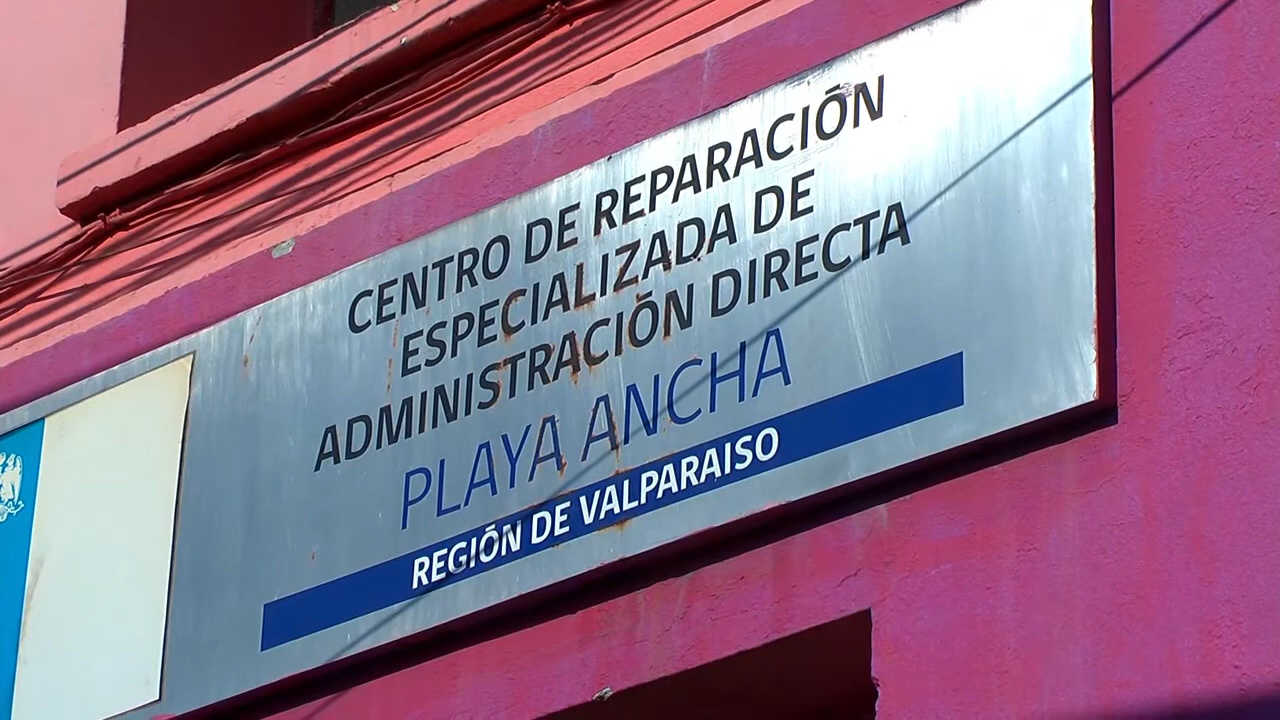 CENTRO DE REPARACIÓN
ESPECIALIZADA DE
ADMINISTRACIÓN DIRECTA
PLAYA ANCHA
REGIÓN DE VALPARAISO